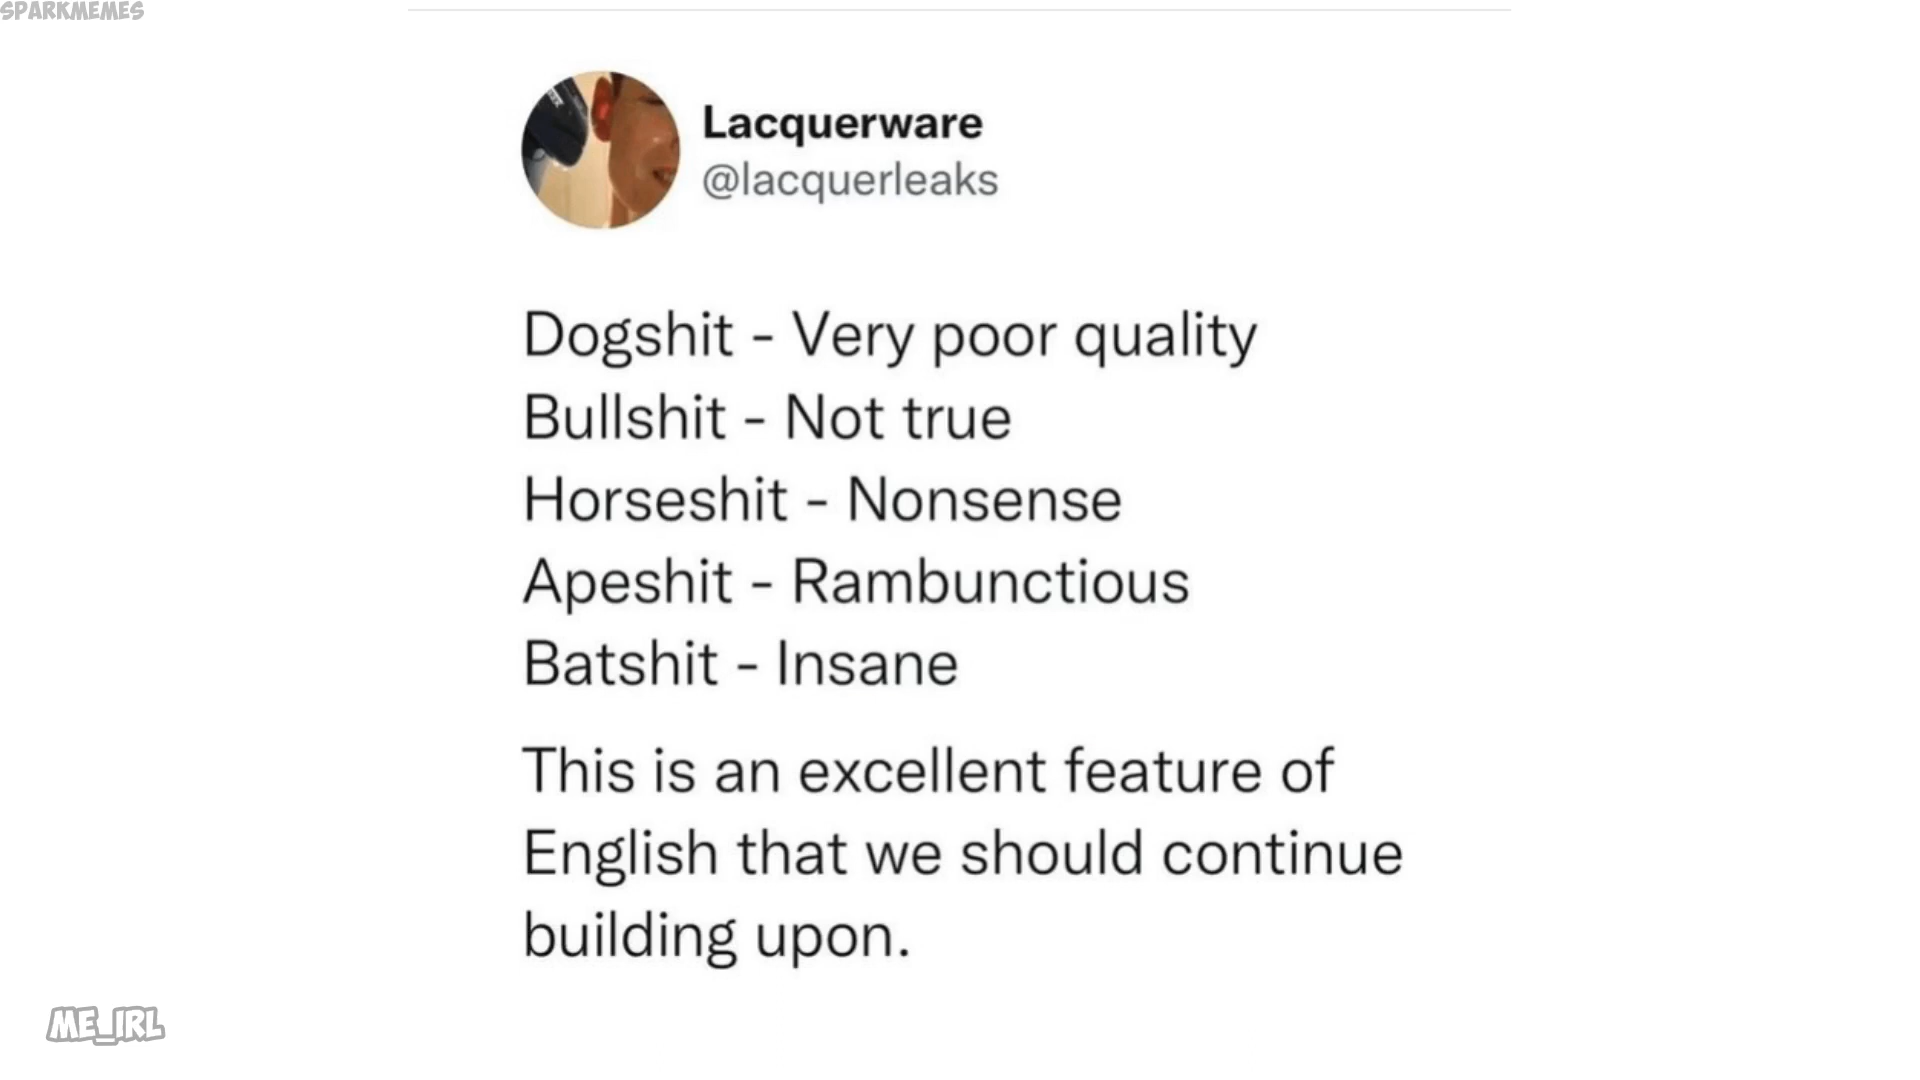 SPARKMEMES
Lacquerware
@lacquerleaks
Dogshit - Very poor quality
Bullshit - Not true
Horseshit - Nonsense
Apeshit - Rambunctious
Batshit - Insane
This is an excellent feature of
English that we should continue
building upon.
ME_IRL